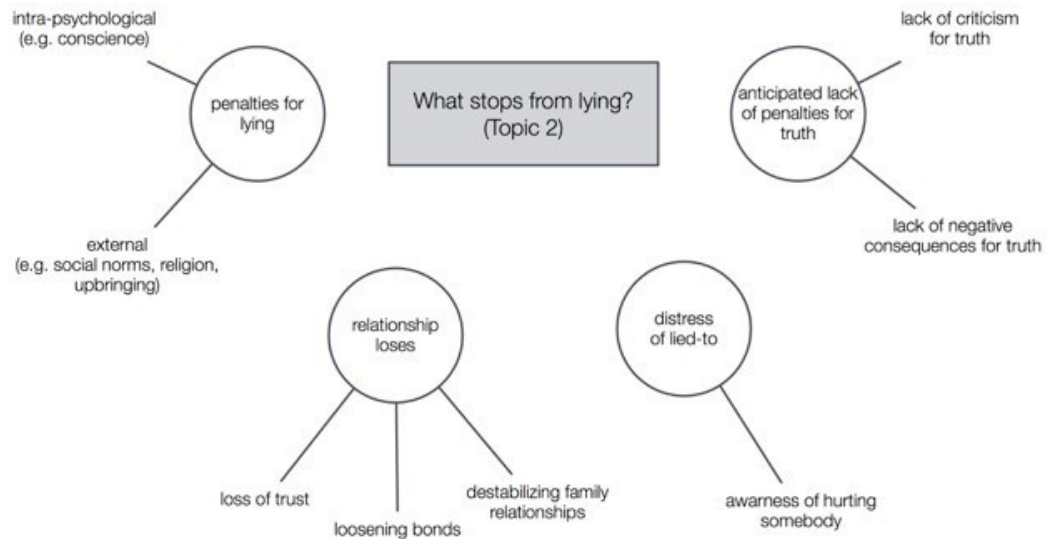 intra-psychological
(e.g. conscience)
penalties for
lying
external
(e.g. social norms, religion,
upbringing)
What stops from lying?
(Topic 2)
lack of criticism
for truth
anticipated lack
of penalties for
truth
lack of negative
consequences for truth
relationship
loses
loss of trust
loosening bonds
destabilizing family
relationships
distress
of lied-to
awarness of hurting
somebody